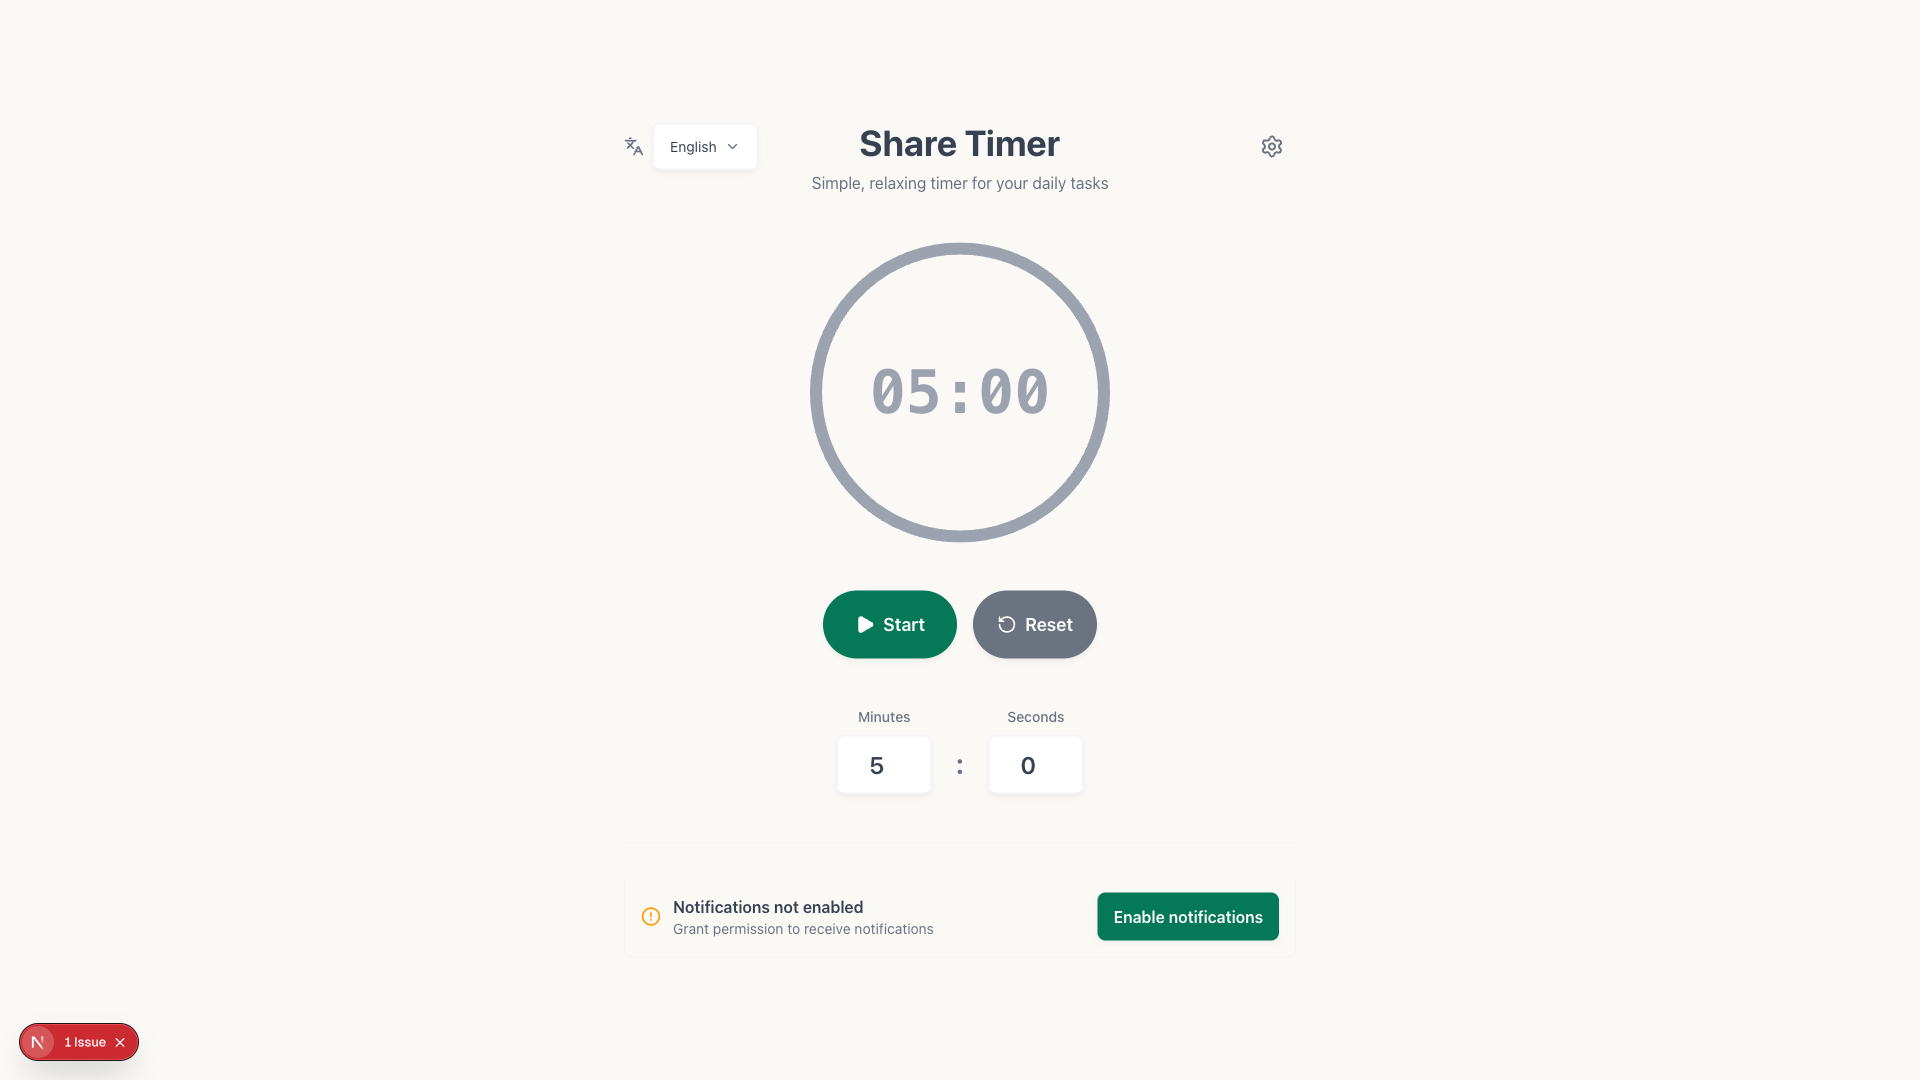 English
Share Timer
Simple, relaxing timer for your daily tasks
05:00
Start
Reset
Minutes
Seconds
5
:
0
Notifications not enabled
Grant permission to receive notifications
Enable notifications
N
1 Issue